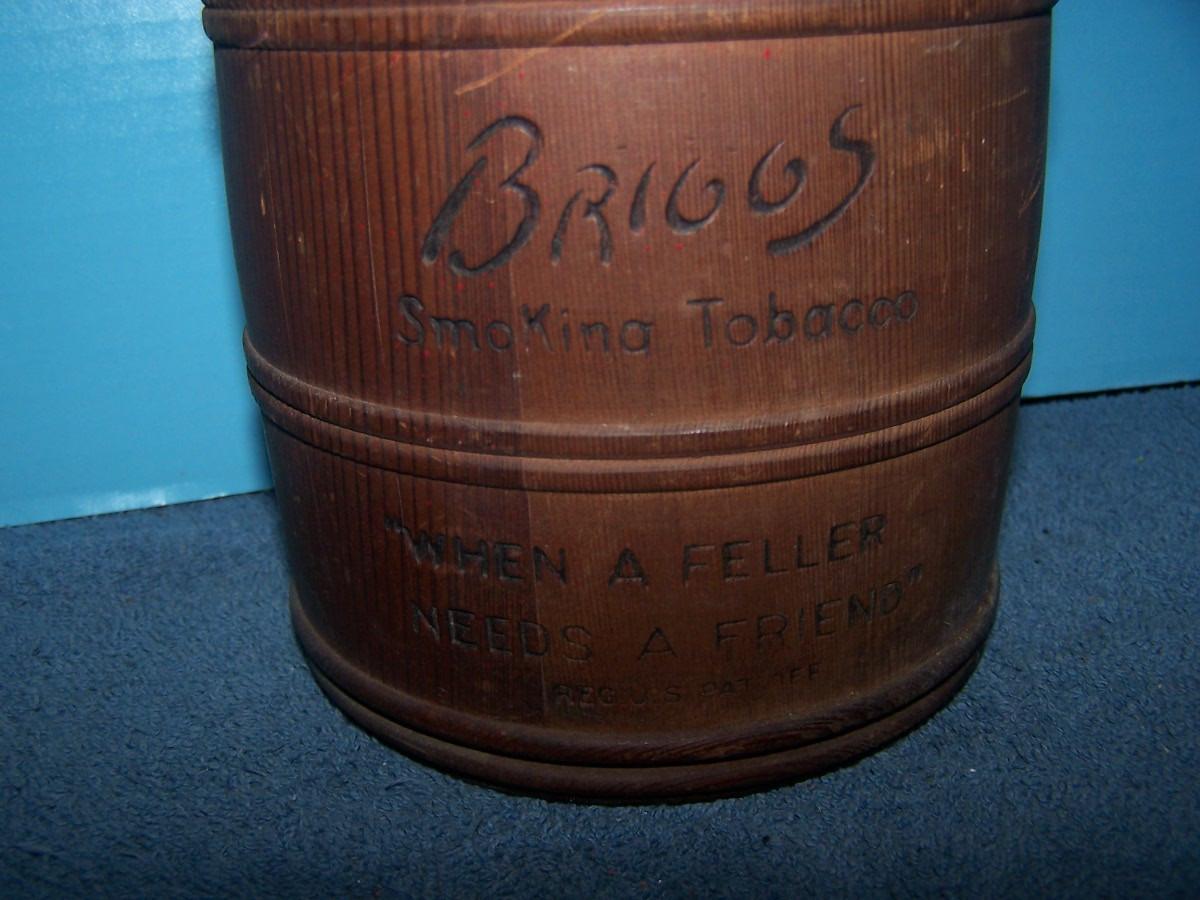 BRIGGS
SmoKing Tobacco
"WHEN A FELLER
NEEDS A FRIEND"
REG U.S. PAT. OFF.